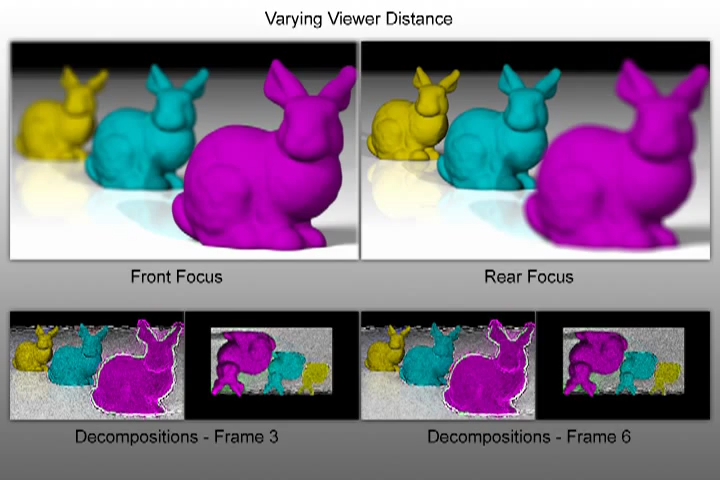 Varying Viewer Distance
Front Focus
Rear Focus
Decompositions - Frame 3
Decompositions - Frame 6